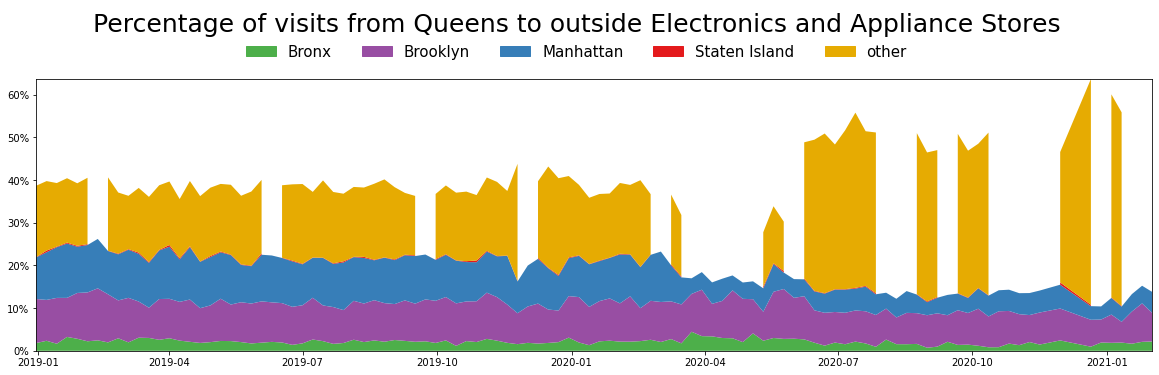 Percentage of visits from Queens to outside Electronics and Appliance Stores
Bronx Brooklyn Manhattan Staten Island other
60%
50%
40%
30%
20%
10%
0%
2019-01 2019-04 2019-07 2019-10 2020-01 2020-04 2020-07 2020-10 2021-01